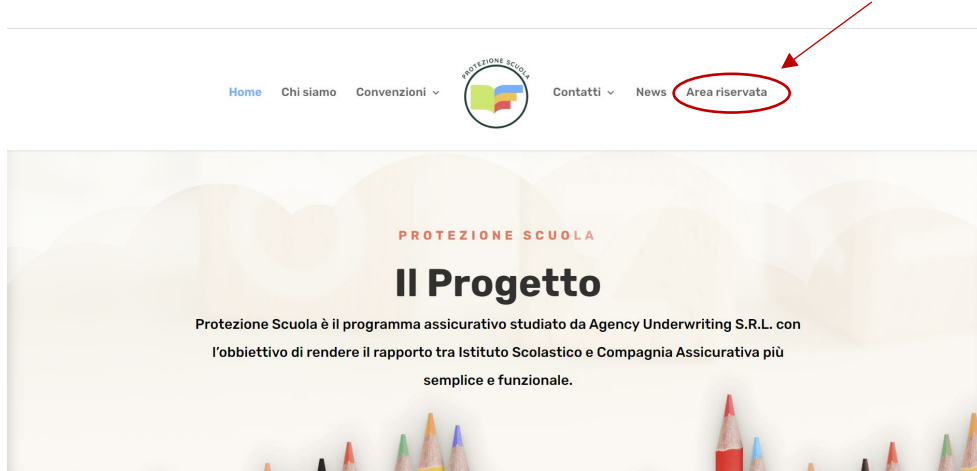 Home Chi siamo Convenzioni PROTEZIONE SCUOLA Contatti News Area riservata
PROTEZIONE SCUOLA
Il Progetto
Protezione Scuola è il programma assicurativo studiato da Agency Underwriting S.R.L. con
l'obbiettivo di rendere il rapporto tra Istituto Scolastico e Compagnia Assicurativa più
semplice e funzionale.